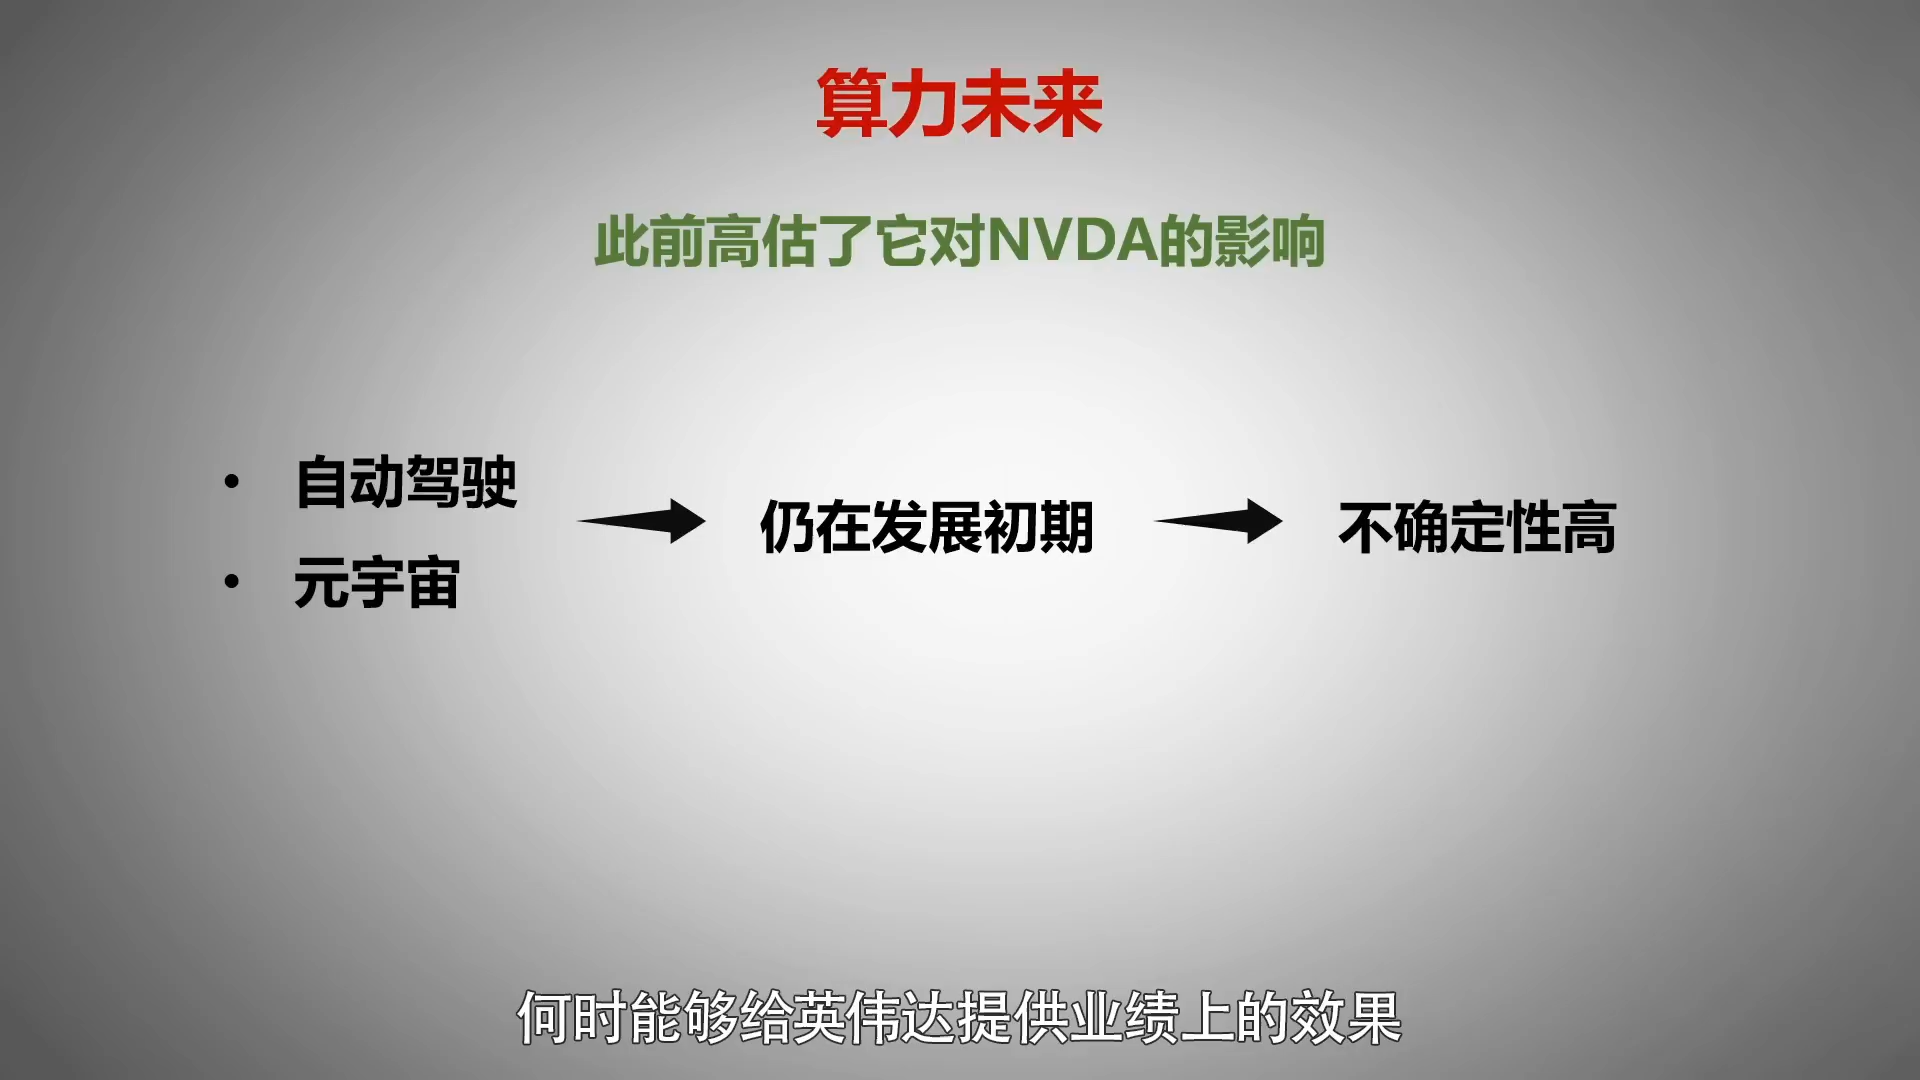 算力未来
此前高估了它对NVDA的影响
• 自动驾驶
• 元宇宙
仍在发展初期
不确定性高
何时能够给英伟达提供业绩上的效果